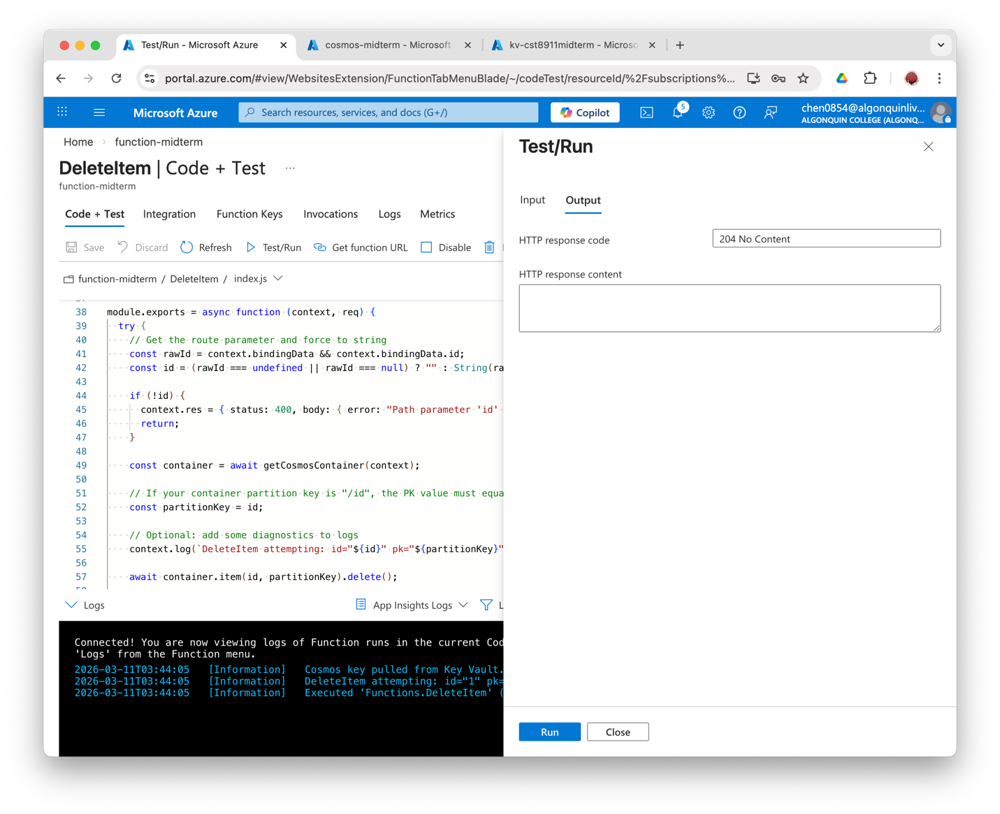 Test/Run - Microsoft Azure
cosmos-midterm - Microsoft
kv-cst8911midterm - Microso
portal.azure.com/#view/WebsitesExtension/FunctionTabMenuBlade/~/codeTest/resourceId/%2Fsubscriptions%...
Microsoft Azure
Search resources, services, and docs (G+/)
Copilot
5
chen0854@algonquinliv...
ALGONQUIN COLLEGE (ALGONQ...
Home > function-midterm
DeleteItem | Code + Test ...
function-midterm
Code + Test Integration Function Keys Invocations Logs Metrics
Save Discard Refresh Test/Run Get function URL Disable
function-midterm / DeleteItem / index.js
38 module.exports = async function (context, req) {
39 try {
40 // Get the route parameter and force to string
41 const rawId = context.bindingData && context.bindingData.id;
42 const id = (rawId === undefined || rawId === null) ? "" : String(ra
43
44 if (!id) {
45 context.res = { status: 400, body: { error: "Path parameter 'id'
46 return;
47 }
48
49 const container = await getCosmosContainer(context);
50
51 // If your container partition key is "/id", the PK value must equa
52 const partitionKey = id;
53
54 // Optional: add some diagnostics to logs
55 context.log(`DeleteItem attempting: id="${id}" pk="${partitionKey}"
56
57 await container.item(id, partitionKey).delete();
Logs
App Insights Logs
L
Connected! You are now viewing logs of Function runs in the current Cod
'Logs' from the Function menu.
2026-03-11T03:44:05 [Information] Cosmos key pulled from Key Vault.
2026-03-11T03:44:05 [Information] DeleteItem attempting: id="1" pk=
2026-03-11T03:44:05 [Information] Executed 'Functions.DeleteItem' (
Test/Run
Input Output
HTTP response code
204 No Content
HTTP response content
Run
Close